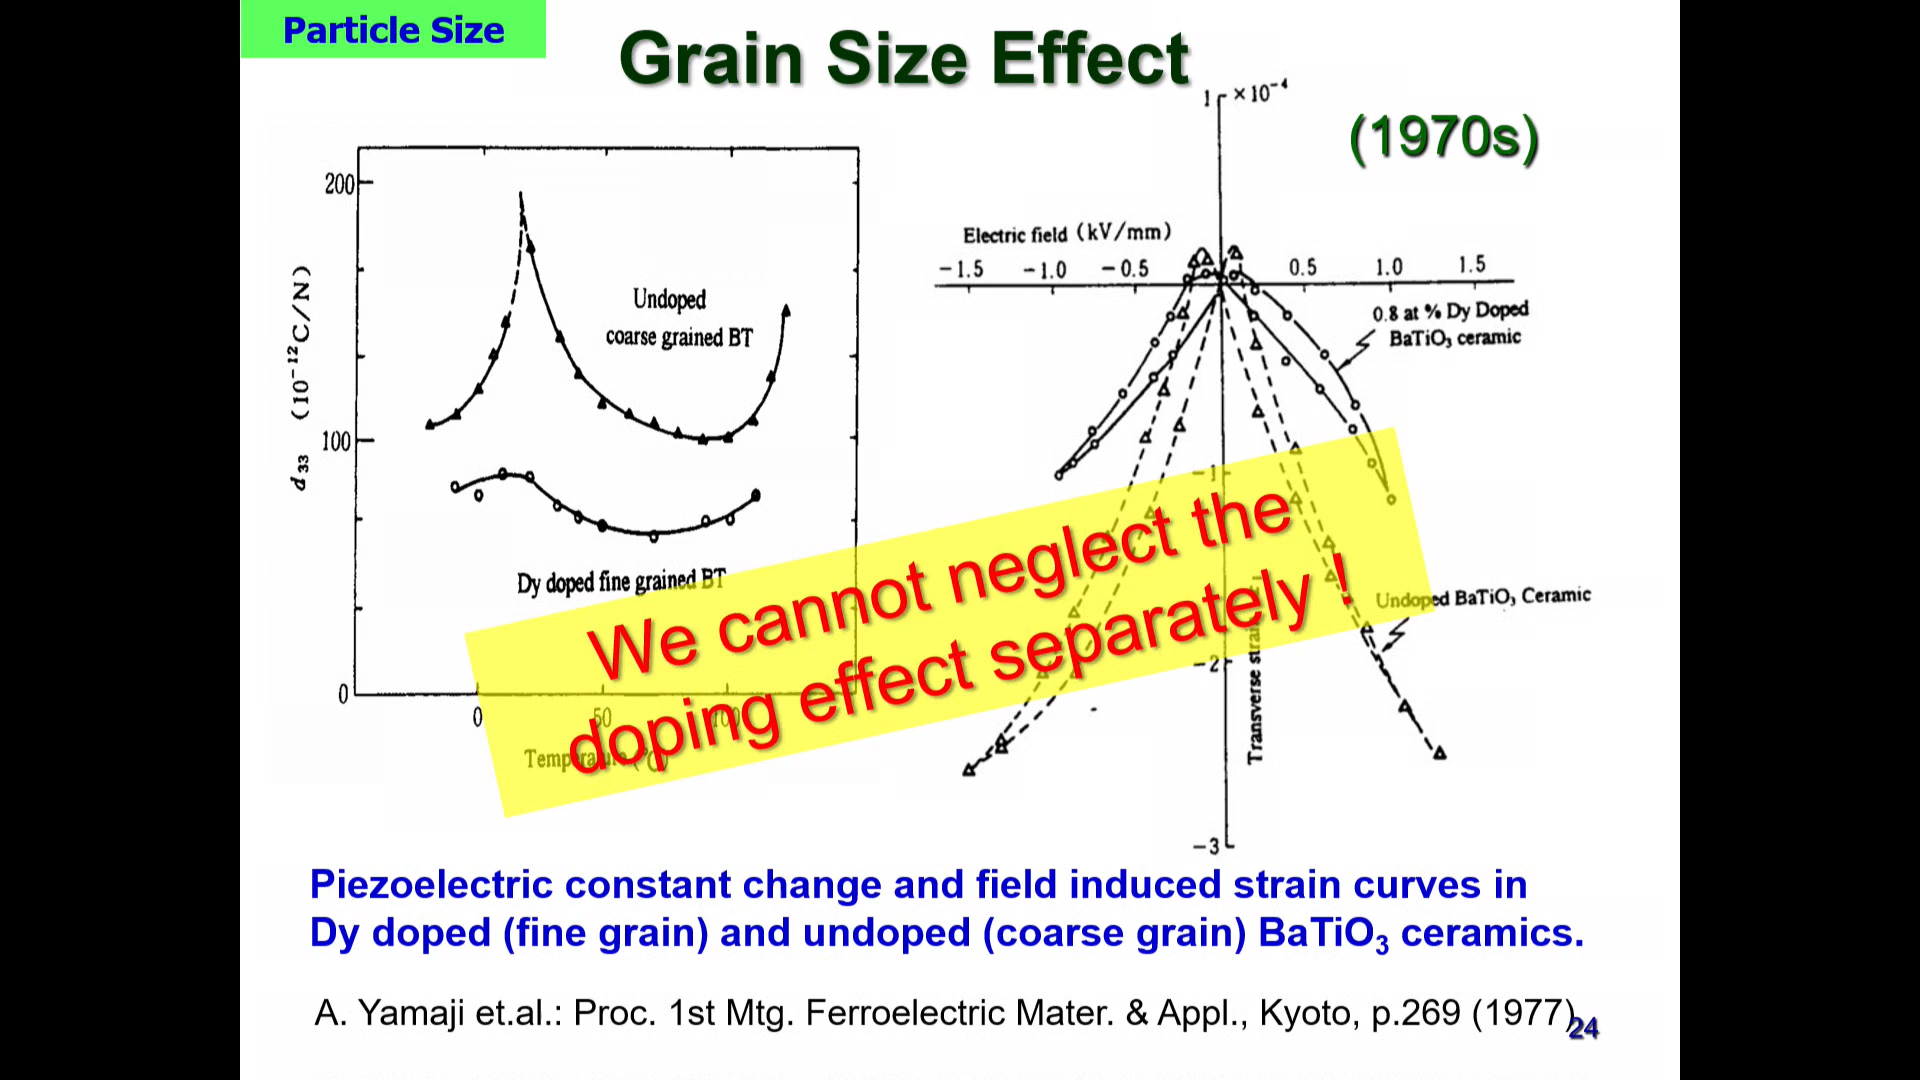 Particle Size
Grain Size Effect
(1970s)
200
100
0
d33 (10−12C/N)
Undoped
coarse grained BT
Dy doped fine grained BT
0
50
100
Temperature (°C)
1 ×10−4
Electric field (kV/mm)
−1.5 −1.0 −0.5 0.5 1.0 1.5
0.8 at % Dy Doped
BaTiO3 ceramic
−1
−2
−3
Undoped BaTiO3 Ceramic
Transverse
We cannot neglect the
doping effect separately !
Piezoelectric constant change and field induced strain curves in
Dy doped (fine grain) and undoped (coarse grain) BaTiO3 ceramics.
A. Yamaji et.al.: Proc. 1st Mtg. Ferroelectric Mater. & Appl., Kyoto, p.269 (1977)
24